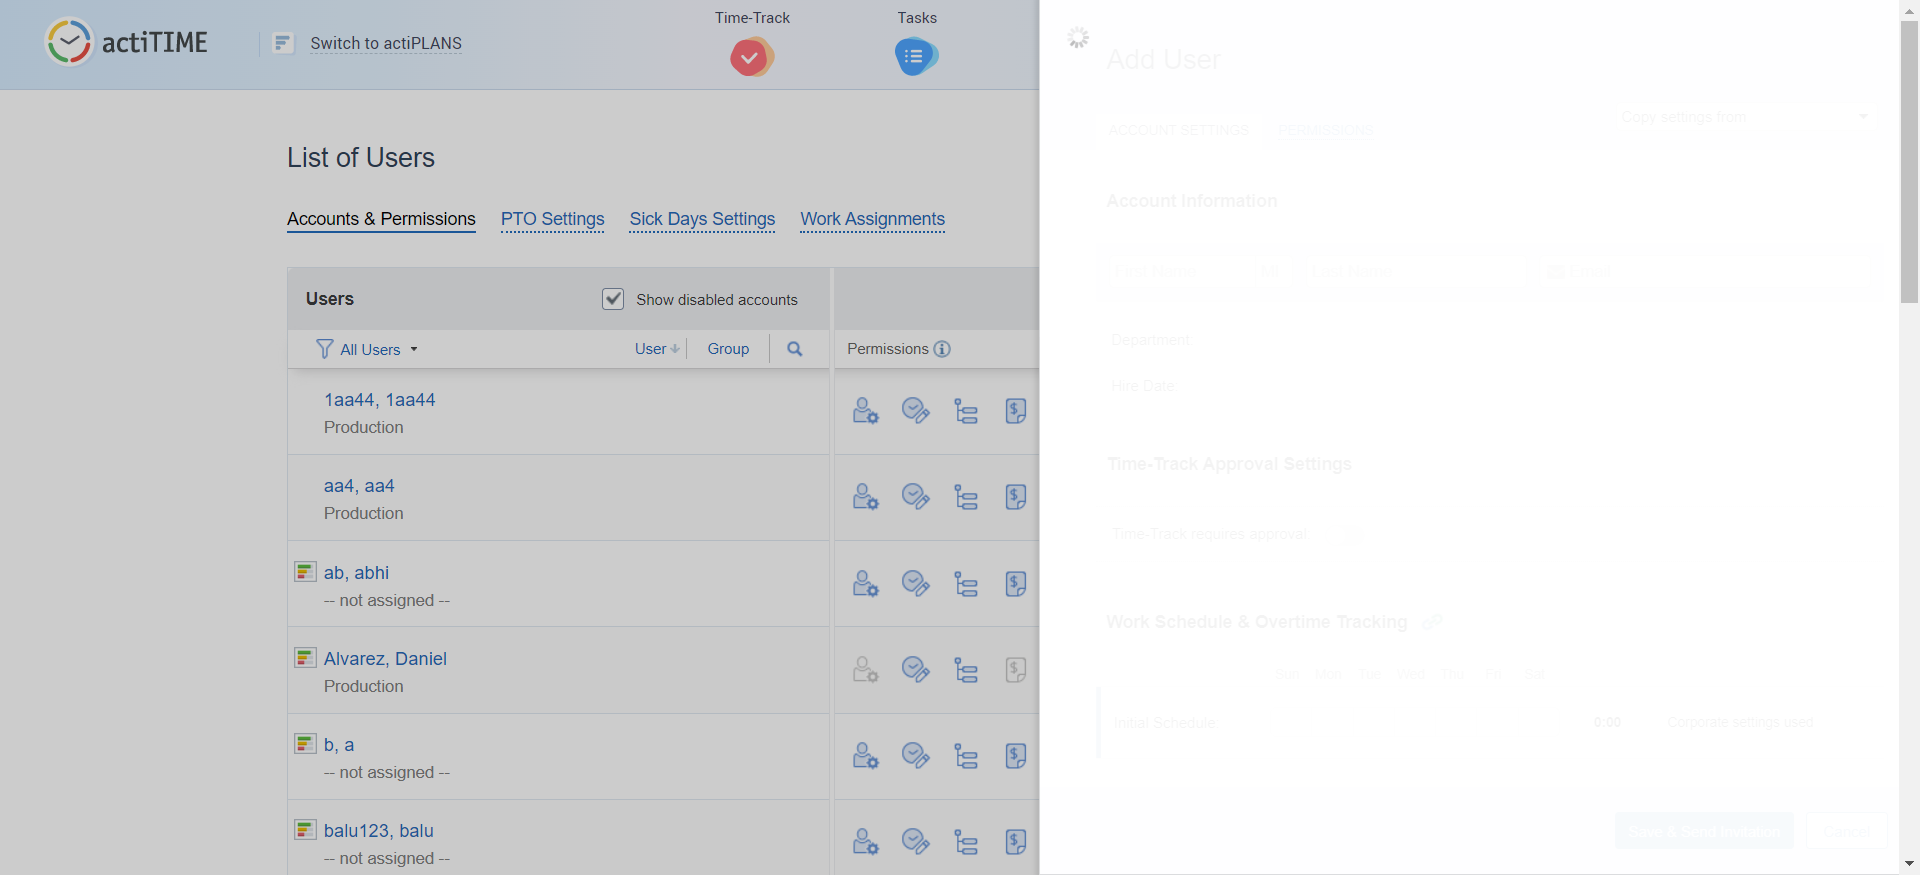 actiTIME
Switch to actiPLANS
Time-Track
Tasks
List of Users
Accounts & Permissions
PTO Settings
Sick Days Settings
Work Assignments
Users
Show disabled accounts
All Users
User
Group
Permissions
1aa44, 1aa44
Production
aa4, aa4
Production
ab, abhi
-- not assigned --
Alvarez, Daniel
Production
b, a
-- not assigned --
balu123, balu
-- not assigned --
Add User
ACCOUNT SETTINGS
PERMISSIONS
Copy settings from
Account Information
First Name
MI
Last Name
Email
Department
Hire Date
Time-Track Approval Settings
Time-Track requires approval
Work Schedule & Overtime Tracking
Sun Mon Tue Wed Thu Fri Sat
Initial Schedule:
0:00
Corporate settings used
Save & Send Invitation
Cancel